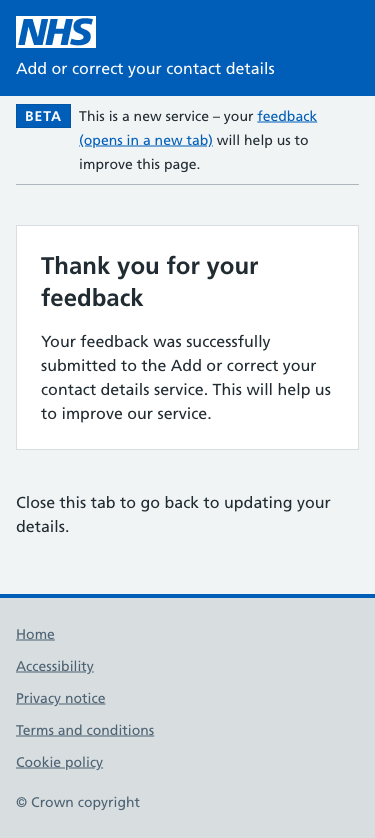 NHS
Add or correct your contact details
BETA This is a new service – your feedback
(opens in a new tab) will help us to
improve this page.
Thank you for your
feedback
Your feedback was successfully
submitted to the Add or correct your
contact details service. This will help us
to improve our service.
Close this tab to go back to updating your
details.
Home
Accessibility
Privacy notice
Terms and conditions
Cookie policy
© Crown copyright